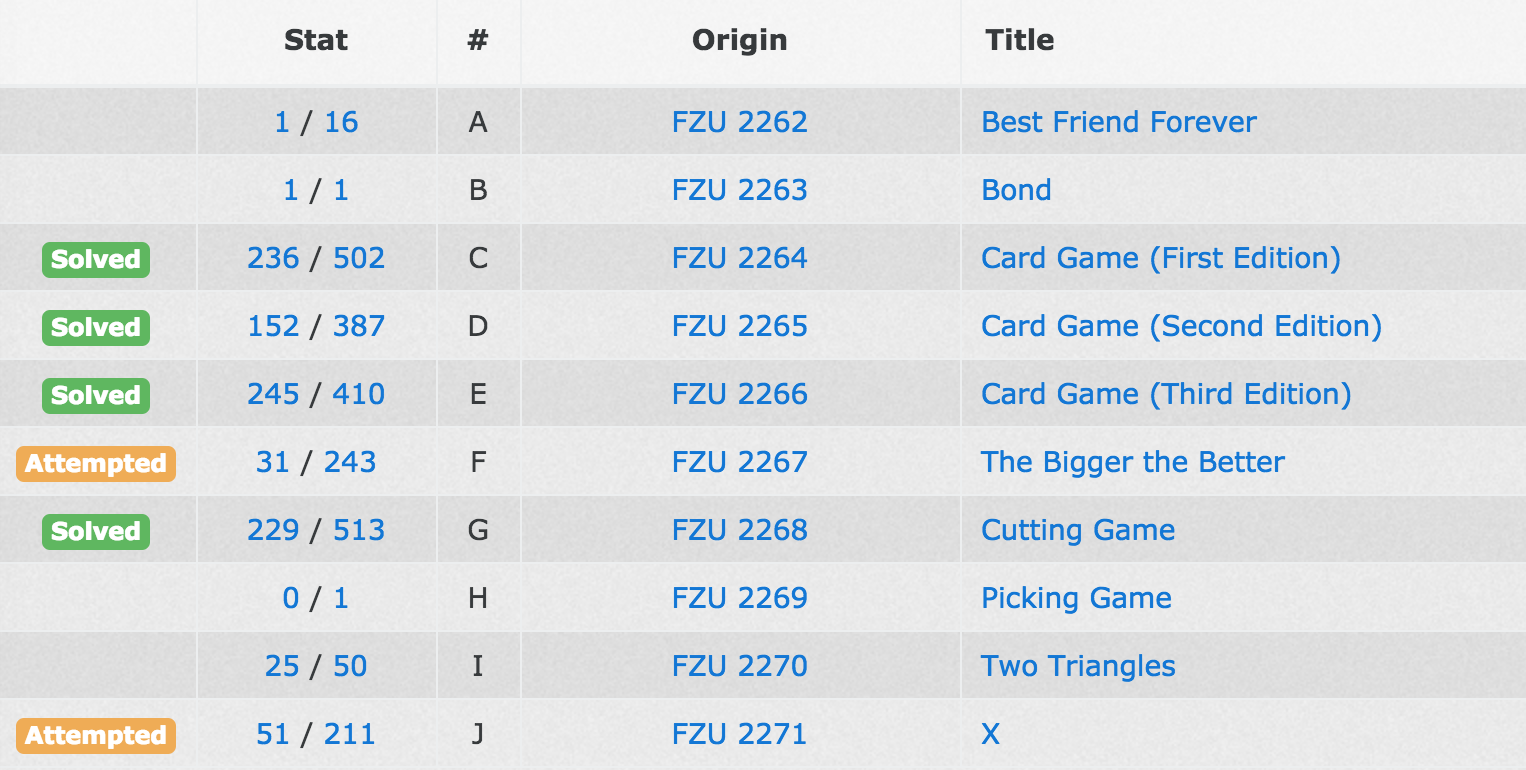 Stat # Origin Title
1 / 16 A FZU 2262 Best Friend Forever
1 / 1 B FZU 2263 Bond
Solved 236 / 502 C FZU 2264 Card Game (First Edition)
Solved 152 / 387 D FZU 2265 Card Game (Second Edition)
Solved 245 / 410 E FZU 2266 Card Game (Third Edition)
Attempted 31 / 243 F FZU 2267 The Bigger the Better
Solved 229 / 513 G FZU 2268 Cutting Game
0 / 1 H FZU 2269 Picking Game
25 / 50 I FZU 2270 Two Triangles
Attempted 51 / 211 J FZU 2271 X